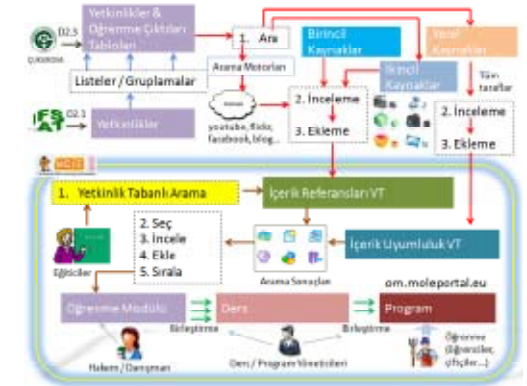 D2.3
ÇUKUROVA
Yetkinlikler &
Öğrenme Çıktıları
Tabloları
1. Ara
Birincil
Kaynaklar
Yerel
Kaynaklar
Arama Motorları
İkincil
Kaynaklar
Listeler / Gruplamalar
Tüm
taraflar
2. İnceleme
3. Ekleme
2. İnceleme
3. Ekleme
youtube, flickr,
facebook, blog...
D2.1
Yetkinlikler
1. Yetkinlik Tabanlı Arama
İçerik Referansları VT
2. Seç
3. İncele
4. Ekle
5. Sırala
İçerik Uyumluluk VT
Eğiticiler
Arama Sonuçları
om.moleportal.eu
Öğrenme Modülü
Ders
Program
Birleştirme
Birleştirme
Hakem / Danışman
Ders / Program Yöneticileri
Öğrenme
(öğrenciler,
çiftçiler...)